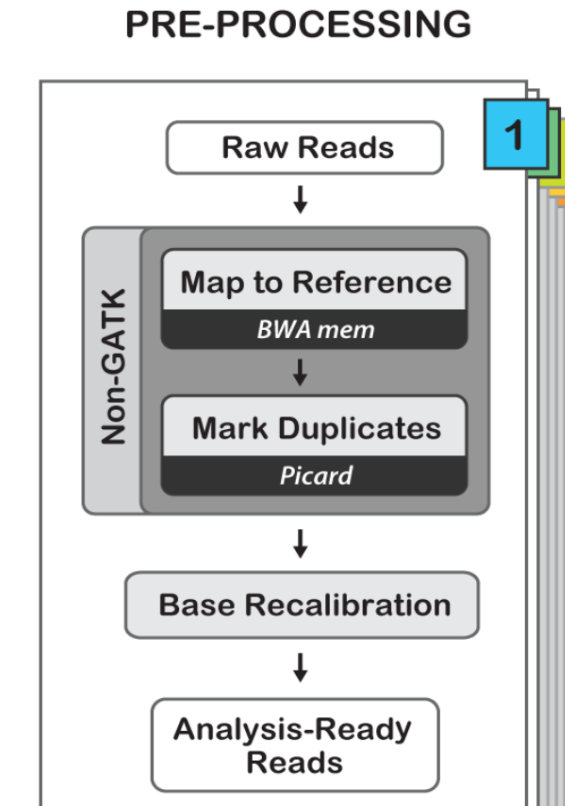 PRE-PROCESSING
1
Raw Reads
Non-GATK
Map to Reference
BWA mem
Mark Duplicates
Picard
Base Recalibration
Analysis-Ready
Reads